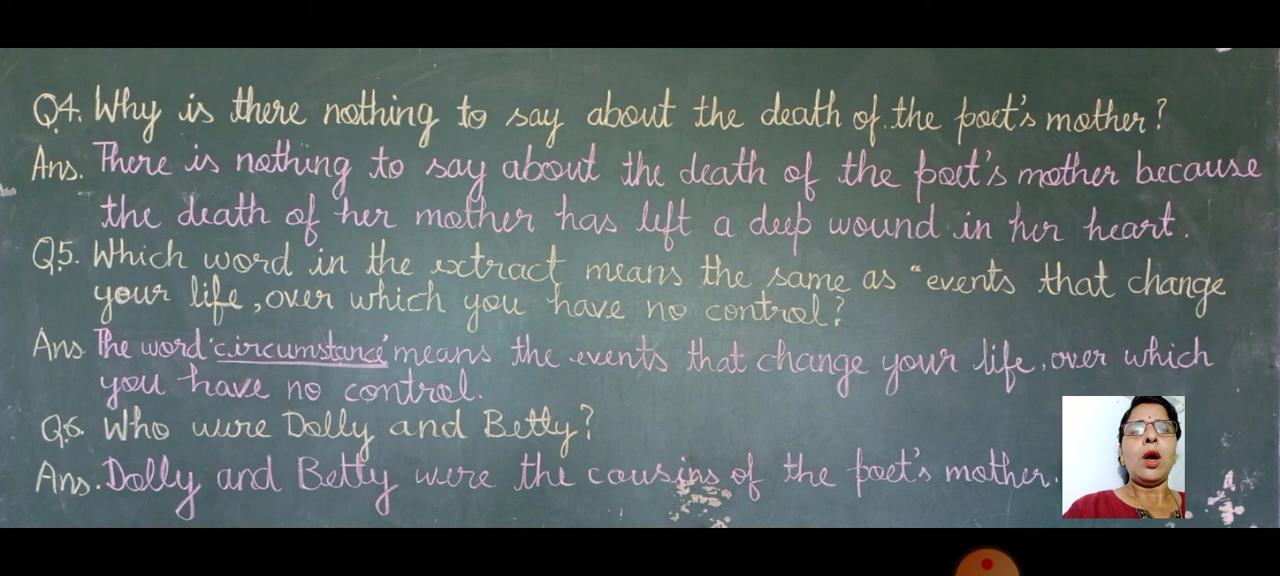 Q4. Why is there nothing to say about the death of the poet's mother?
Ans. There is nothing to say about the death of the poet's mother because
the death of her mother has left a deep wound in her heart.
Q5. Which word in the extract means the same as "events that change
your life, over which you have no control?
Ans. The word 'circumstance' means the events that change your life, over which
you have no control.
Q6. Who were Dolly and Betty?
Ans. Dolly and Betty were the cousins of the poet's mother.